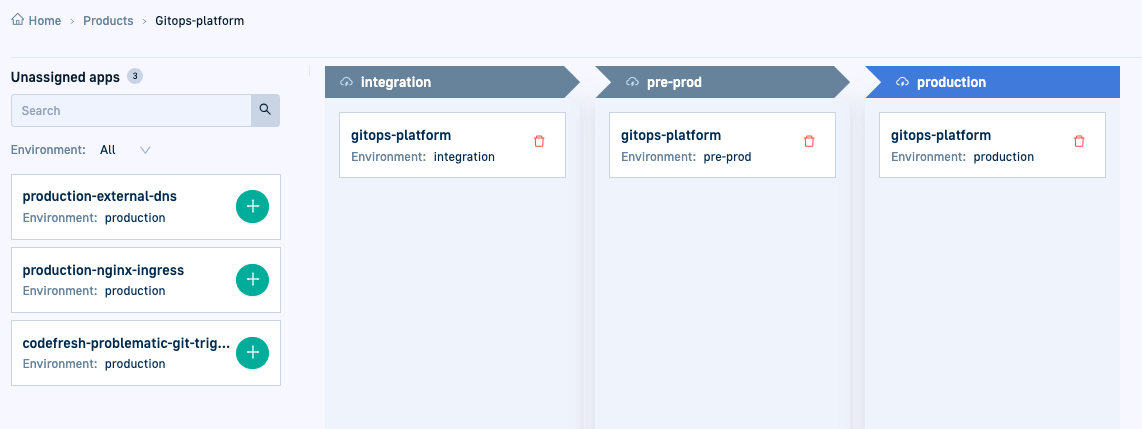 Home > Products > Gitops-platform
Unassigned apps 3
Search
Environment: All
production-external-dns
Environment: production
production-nginx-ingress
Environment: production
codefresh-problematic-git-trig...
Environment: production
integration
gitops-platform
Environment: integration
pre-prod
gitops-platform
Environment: pre-prod
production
gitops-platform
Environment: production